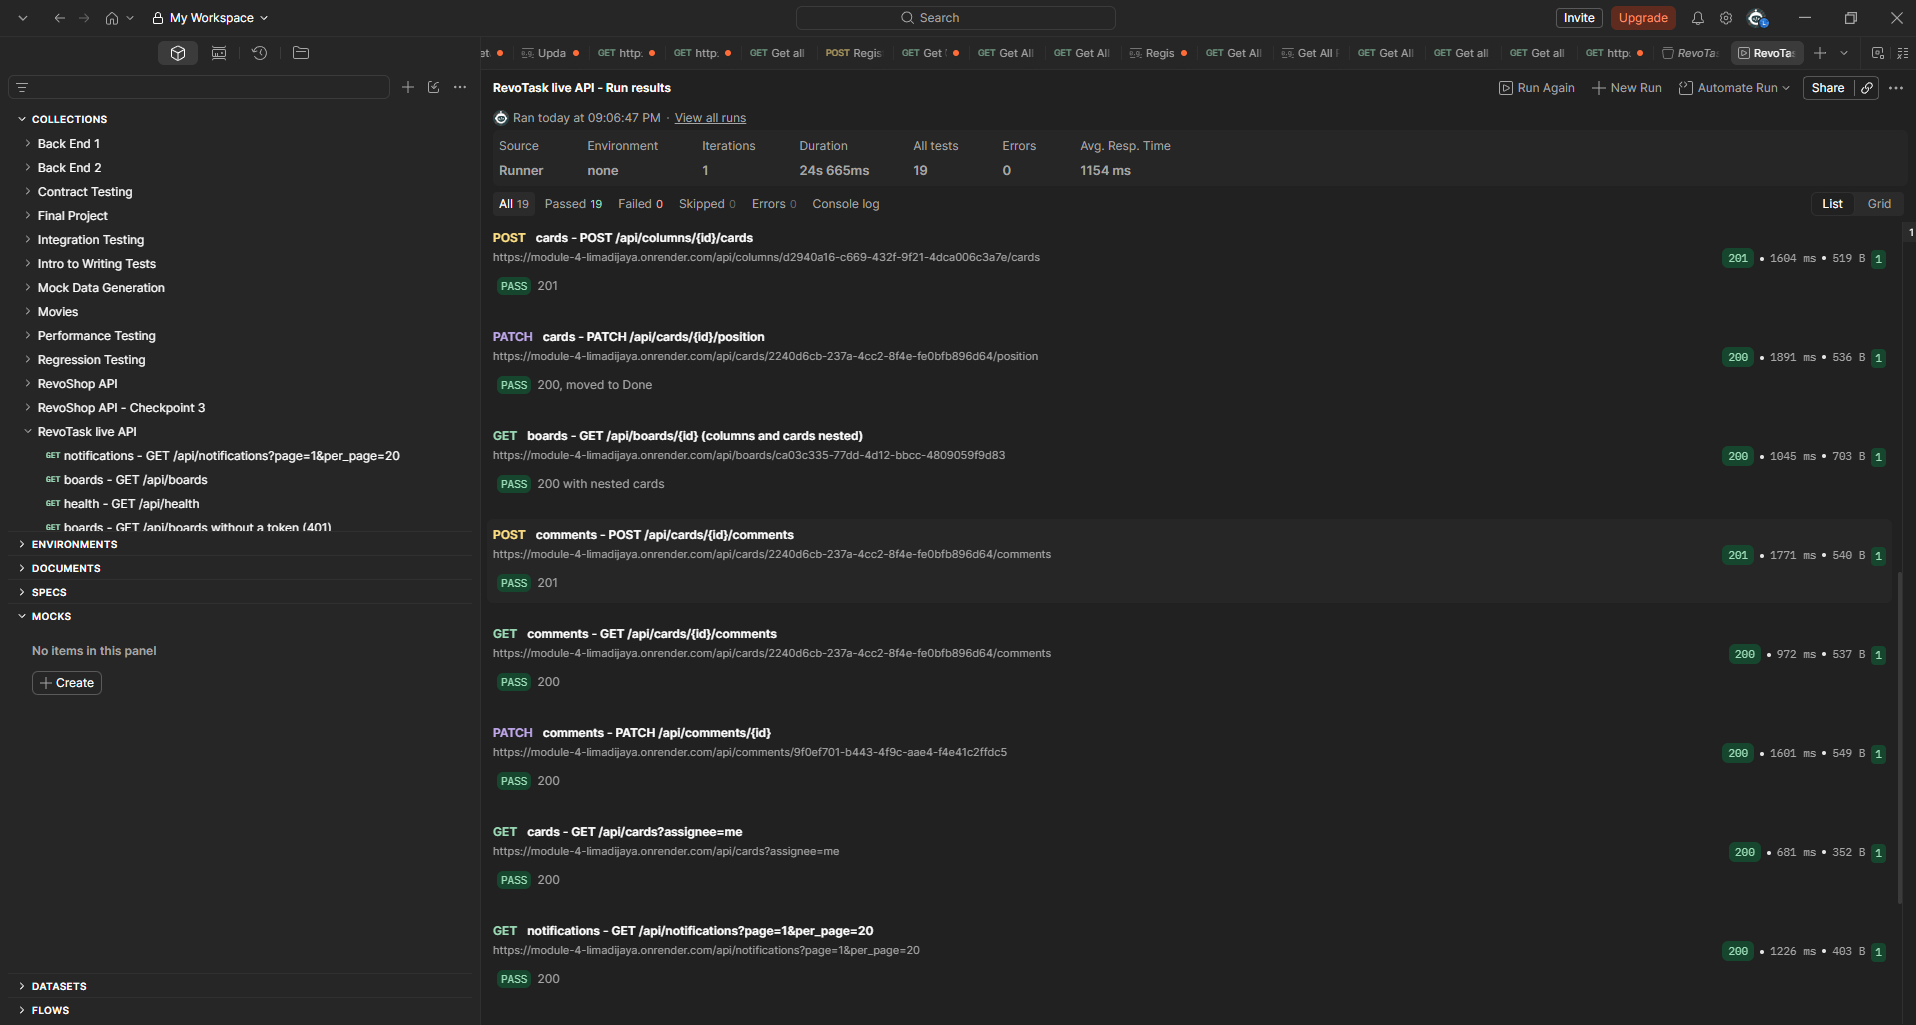 My Workspace
Search
Invite
Upgrade
et
Upda
GET http:
GET http:
GET Get all
POST Regis
GET Get
GET Get All
GET Get All
Regis
GET Get All
Get All
GET Get All
GET Get all
GET Get all
GET http:
RevoTa
RevoTa
COLLECTIONS
Back End 1
Back End 2
Contract Testing
Final Project
Integration Testing
Intro to Writing Tests
Mock Data Generation
Movies
Performance Testing
Regression Testing
RevoShop API
RevoShop API - Checkpoint 3
RevoTask live API
GET notifications - GET /api/notifications?page=1&per_page=20
GET boards - GET /api/boards
GET health - GET /api/health
GET boards - GET /api/boards without a token (401)
ENVIRONMENTS
DOCUMENTS
SPECS
MOCKS
No items in this panel
Create
DATASETS
FLOWS
RevoTask live API - Run results
Run Again
New Run
Automate Run
Share
Ran today at 09:06:47 PM · View all runs
Source Environment Iterations Duration All tests Errors Avg. Resp. Time
Runner none 1 24s 665ms 19 0 1154 ms
All 19 Passed 19 Failed 0 Skipped 0 Errors 0 Console log
List Grid
1
POST cards - POST /api/columns/{id}/cards
https://module-4-limadijaya.onrender.com/api/columns/d2940a16-c669-432f-9f21-4dca006c3a7e/cards
201 • 1604 ms • 519 B 1
PASS 201
PATCH cards - PATCH /api/cards/{id}/position
https://module-4-limadijaya.onrender.com/api/cards/2240d6cb-237a-4cc2-8f4e-fe0bfb896d64/position
200 • 1891 ms • 536 B 1
PASS 200, moved to Done
GET boards - GET /api/boards/{id} (columns and cards nested)
https://module-4-limadijaya.onrender.com/api/boards/ca03c335-77dd-4d12-bbcc-4809059f9d83
200 • 1045 ms • 703 B 1
PASS 200 with nested cards
POST comments - POST /api/cards/{id}/comments
https://module-4-limadijaya.onrender.com/api/cards/2240d6cb-237a-4cc2-8f4e-fe0bfb896d64/comments
201 • 1771 ms • 540 B 1
PASS 201
GET comments - GET /api/cards/{id}/comments
https://module-4-limadijaya.onrender.com/api/cards/2240d6cb-237a-4cc2-8f4e-fe0bfb896d64/comments
200 • 972 ms • 537 B 1
PASS 200
PATCH comments - PATCH /api/comments/{id}
https://module-4-limadijaya.onrender.com/api/comments/9f0ef701-b443-4f9c-aae4-f4e41c2ffdc5
200 • 1601 ms • 549 B 1
PASS 200
GET cards - GET /api/cards?assignee=me
https://module-4-limadijaya.onrender.com/api/cards?assignee=me
200 • 681 ms • 352 B 1
PASS 200
GET notifications - GET /api/notifications?page=1&per_page=20
https://module-4-limadijaya.onrender.com/api/notifications?page=1&per_page=20
200 • 1226 ms • 403 B 1
PASS 200